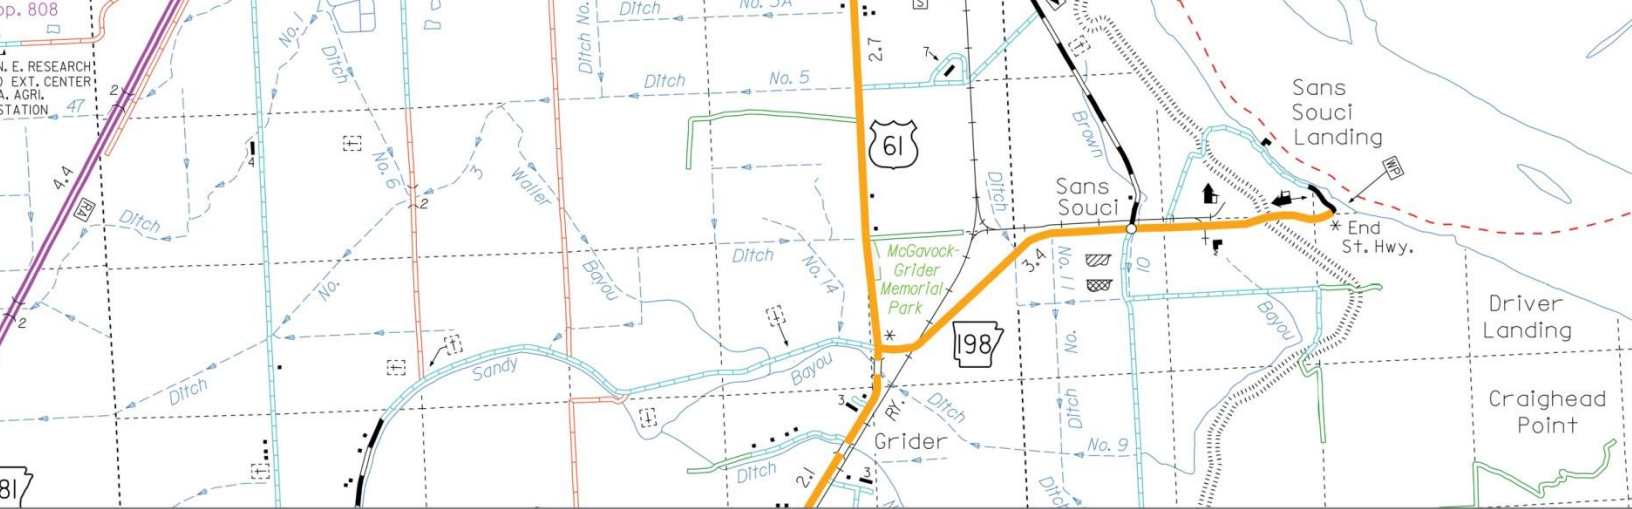 pp. 808
N. E. RESEARCH
D EXT. CENTER
A. AGRI.
STATION
47
2
4.4
RA
2
Ditch
No. 1
Ditch
No. 6
2
4
No.
Ditch
Ditch No.
Ditch
No. 3A
Ditch
No. 5
3
Waller
Bayou
Ditch
No. 14
Sandy
Bayou
81
2.7
S
7
61
McGavock-
Grider
Memorial
Park
*
198
3.4
Ditch
No. 11
10
Brown
Sans
Souci
Sans
Souci
Landing
WP
* End
St. Hwy.
Bayou
Driver
Landing
Craighead
Point
3
RY.
Ditch
No. 9
Grider
Ditch
2.1
3
No.
Ditch
Ditch